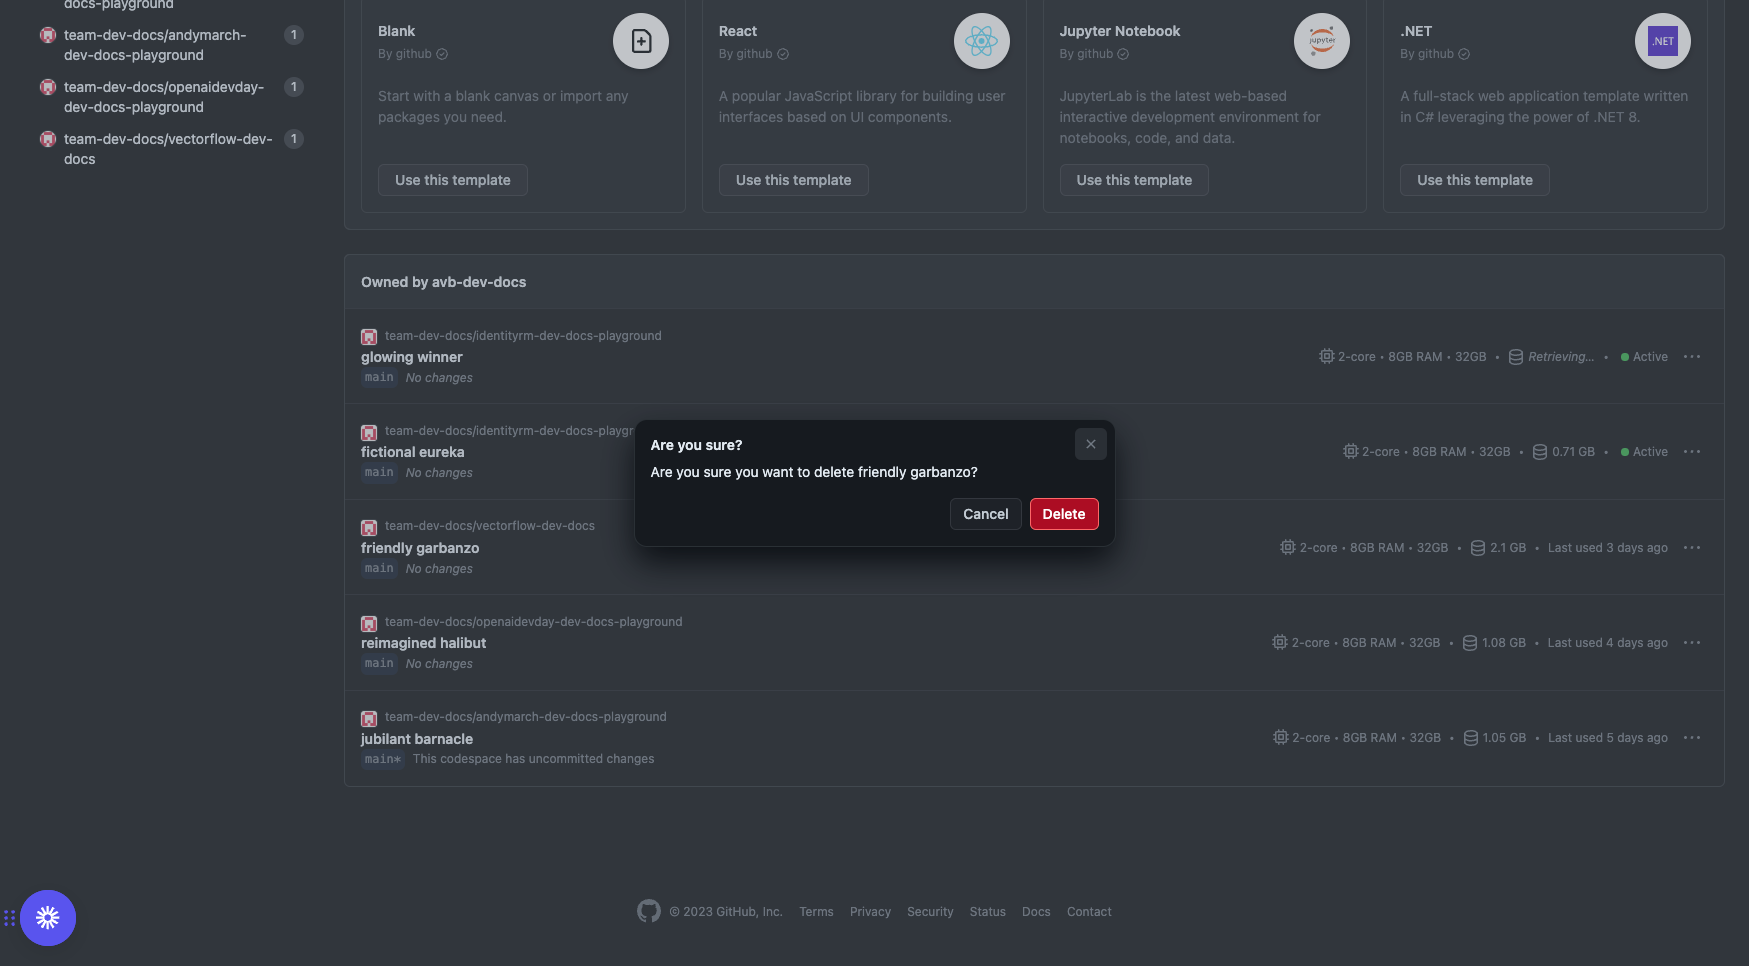 docs-playground
team-dev-docs/andymarch-
dev-docs-playground
1
team-dev-docs/openaidevday-
dev-docs-playground
1
team-dev-docs/vectorflow-dev-
docs
1
Blank
By github
Start with a blank canvas or import any
packages you need.
Use this template
React
By github
A popular JavaScript library for building user
interfaces based on UI components.
Use this template
Jupyter Notebook
By github
jupyter
JupyterLab is the latest web-based
interactive development environment for
notebooks, code, and data.
Use this template
.NET
By github
.NET
A full-stack web application template written
in C# leveraging the power of .NET 8.
Use this template
Owned by avb-dev-docs
team-dev-docs/identityrm-dev-docs-playground
glowing winner
main No changes
2-core • 8GB RAM • 32GB • Retrieving... • Active
team-dev-docs/identityrm-dev-docs-playgr
fictional eureka
main No changes
2-core • 8GB RAM • 32GB • 0.71 GB • Active
Are you sure?
Are you sure you want to delete friendly garbanzo?
Cancel Delete
team-dev-docs/vectorflow-dev-docs
friendly garbanzo
main No changes
2-core • 8GB RAM • 32GB • 2.1 GB • Last used 3 days ago
team-dev-docs/openaidevday-dev-docs-playground
reimagined halibut
main No changes
2-core • 8GB RAM • 32GB • 1.08 GB • Last used 4 days ago
team-dev-docs/andymarch-dev-docs-playground
jubilant barnacle
main* This codespace has uncommitted changes
2-core • 8GB RAM • 32GB • 1.05 GB • Last used 5 days ago
© 2023 GitHub, Inc. Terms Privacy Security Status Docs Contact